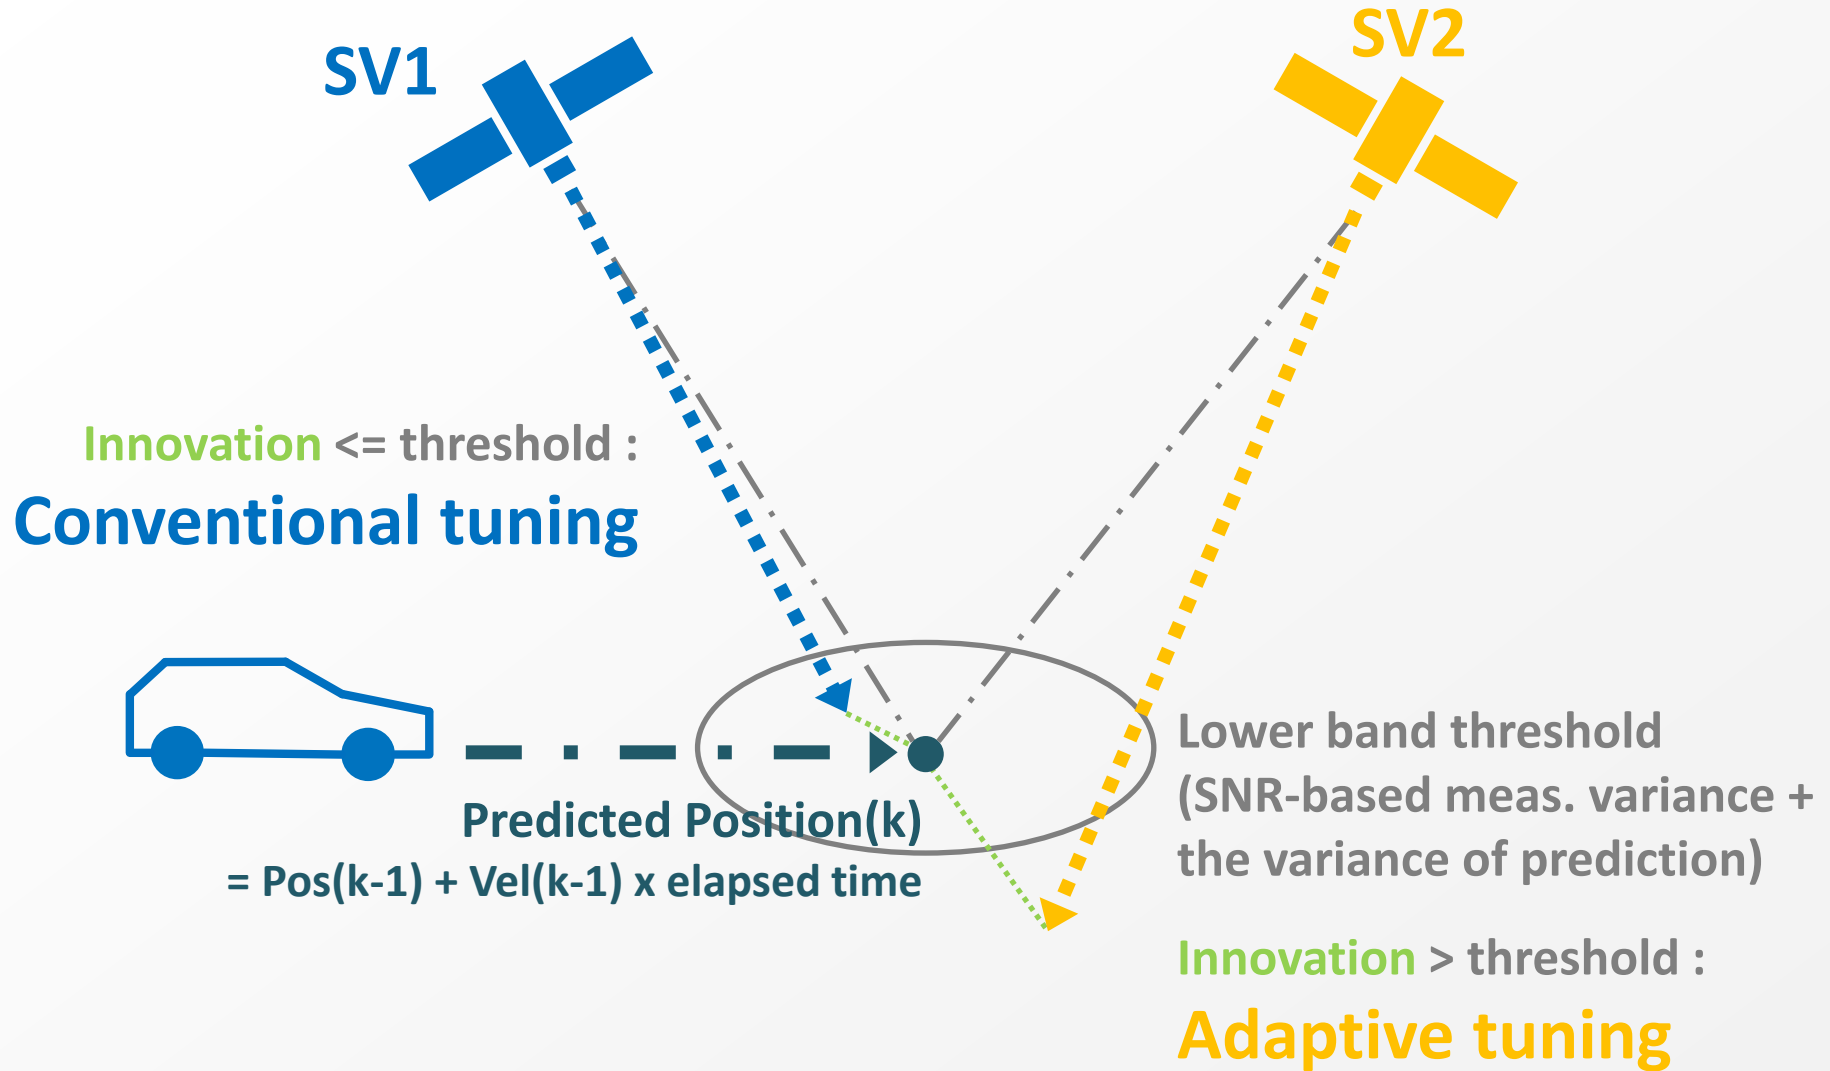 SV1
SV2
Innovation <= threshold :
Conventional tuning
Predicted Position(k)
= Pos(k-1) + Vel(k-1) x elapsed time
Lower band threshold
(SNR-based meas. variance +
the variance of prediction)
Innovation > threshold :
Adaptive tuning